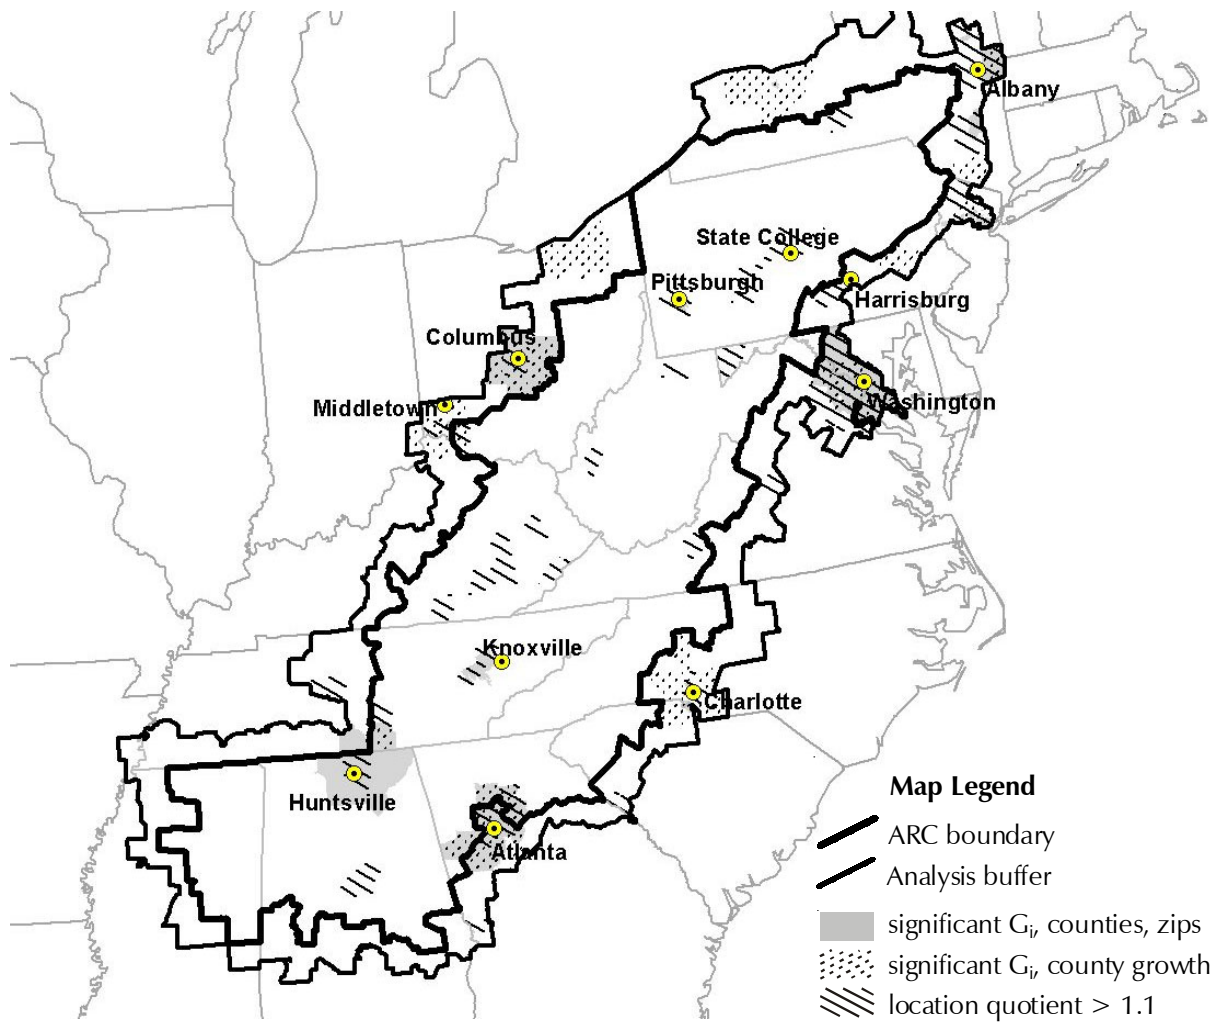 Albany
State College
Pittsburgh
Harrisburg
Columbus
Washington
Middletown
Knoxville
Charlotte
Huntsville
Atlanta
Map Legend
ARC boundary
Analysis buffer
significant Gi, counties, zips
significant Gi, county growth
location quotient > 1.1